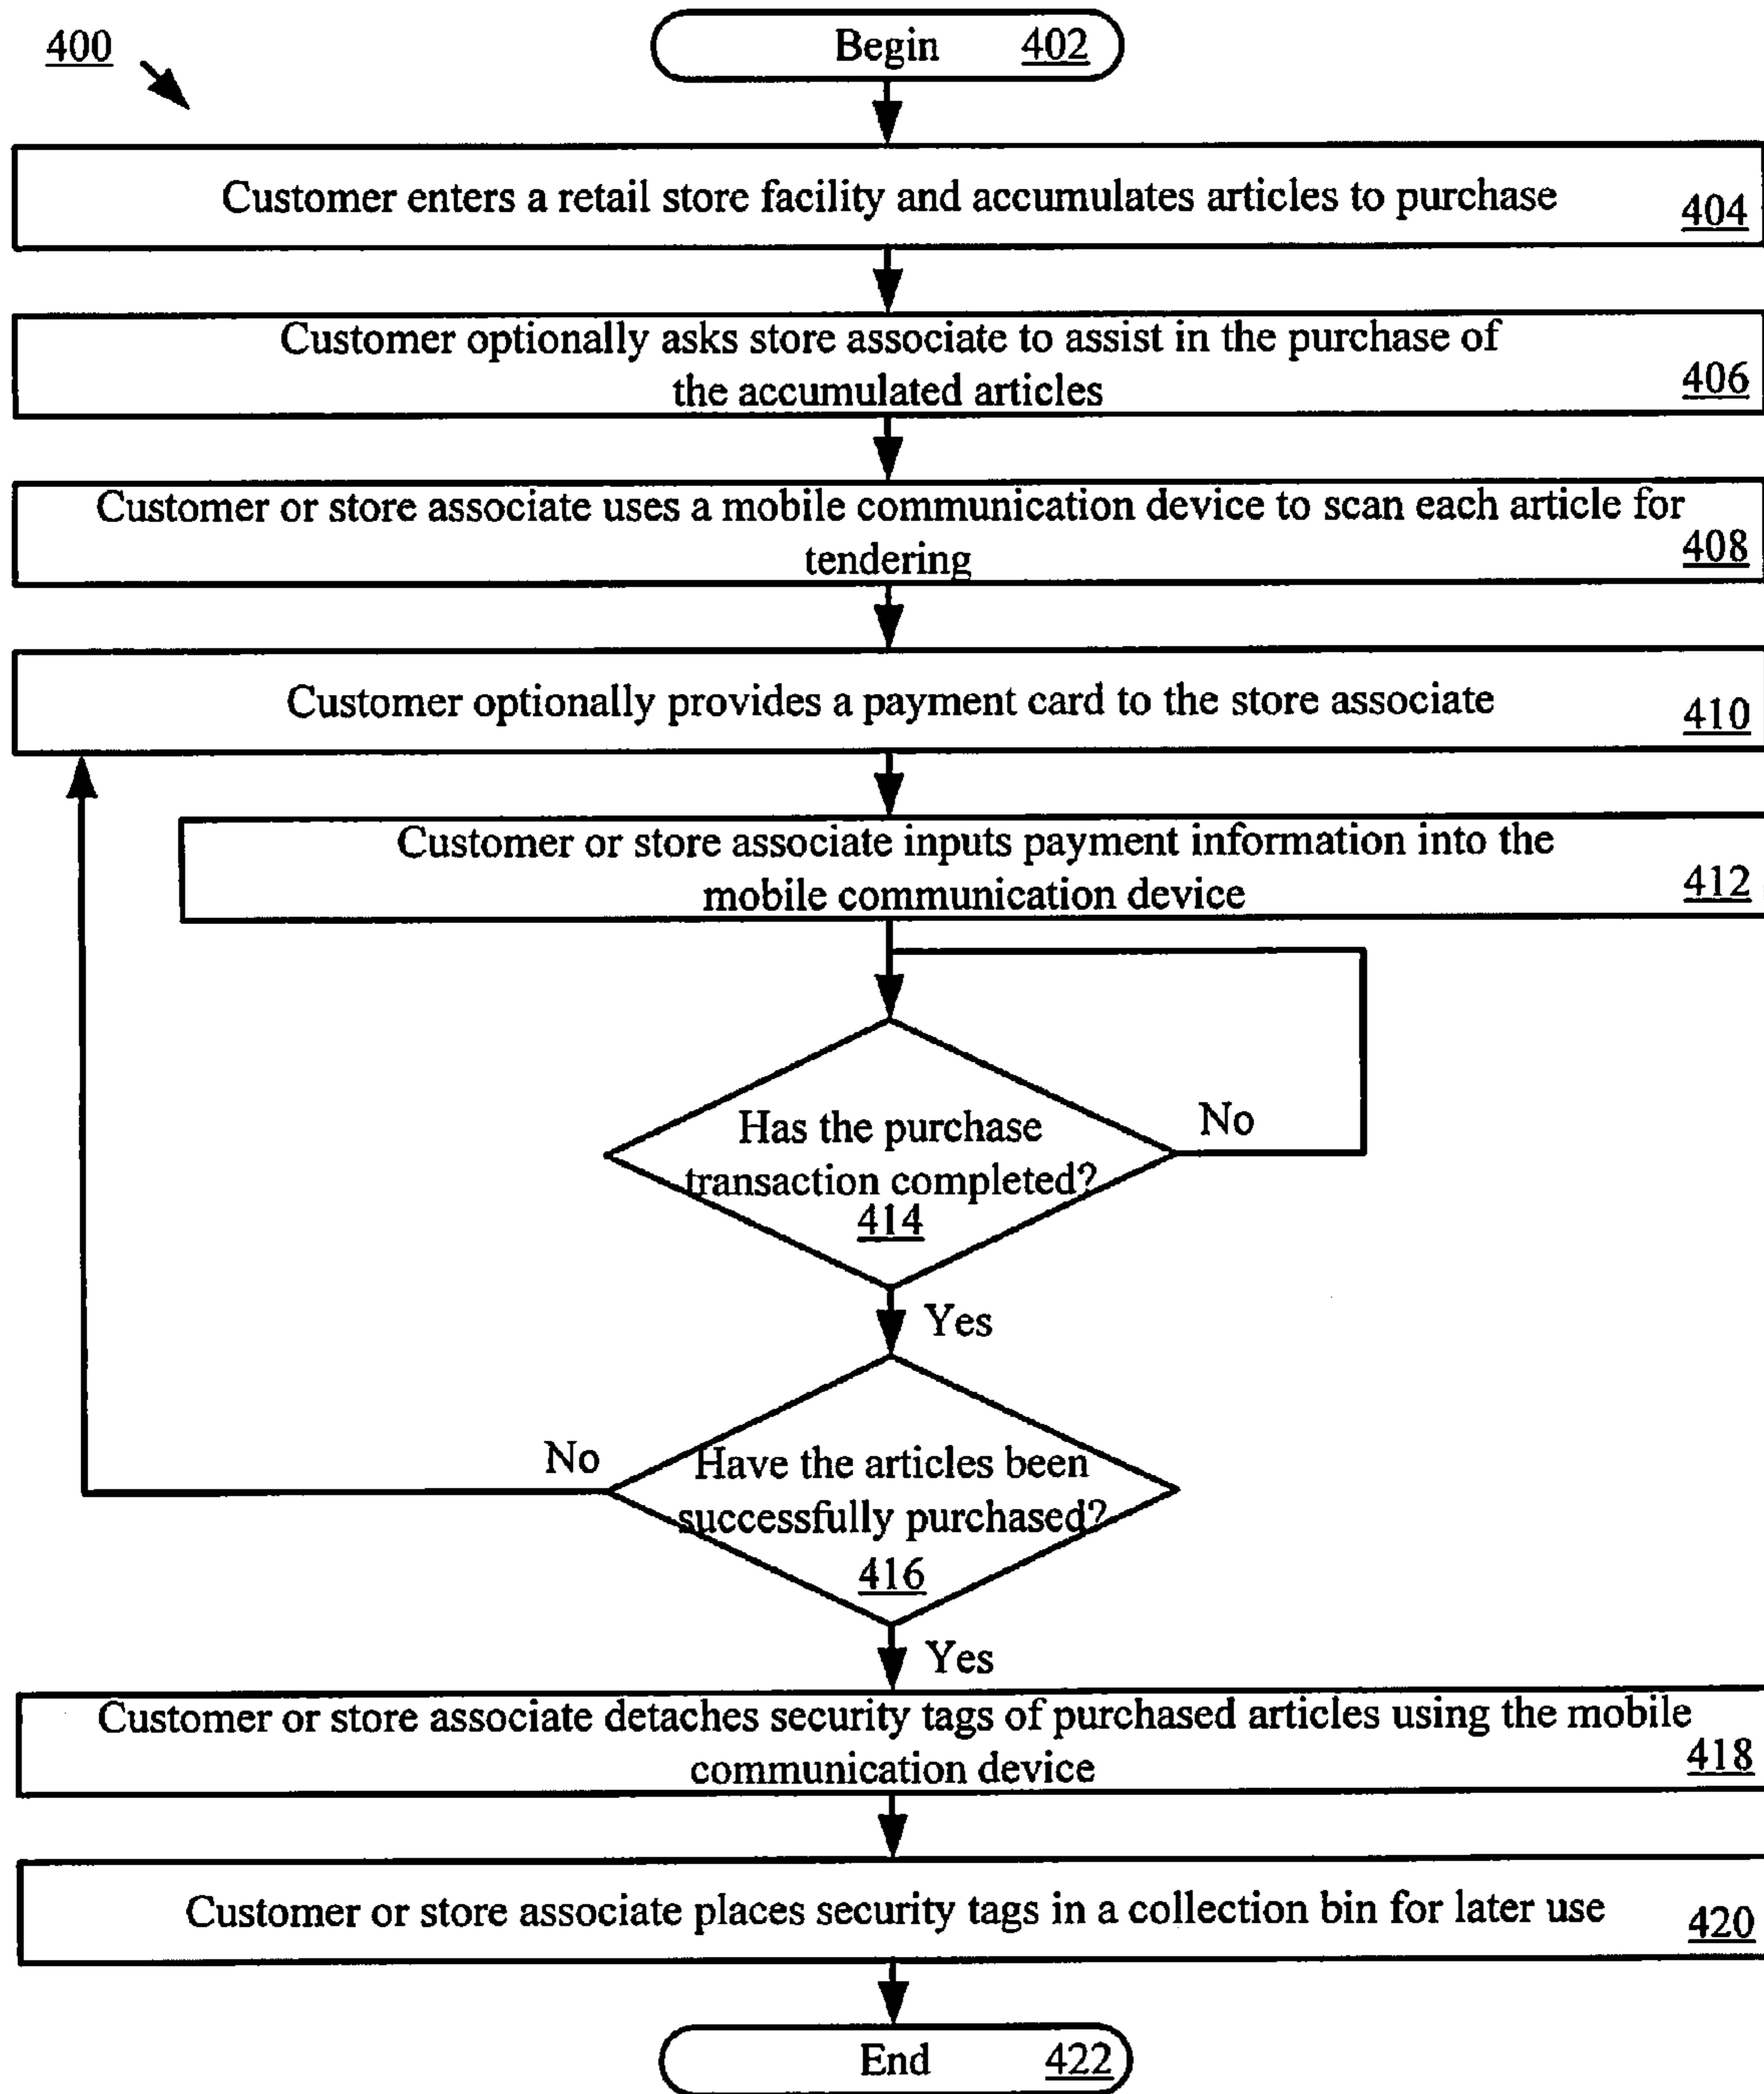 400
Begin 402
Customer enters a retail store facility and accumulates articles to purchase 404
Customer optionally asks store associate to assist in the purchase of
the accumulated articles 406
Customer or store associate uses a mobile communication device to scan each article for
tendering 408
Customer optionally provides a payment card to the store associate 410
Customer or store associate inputs payment information into the
mobile communication device 412
Has the purchase
transaction completed?
414
No
Yes
Have the articles been
successfully purchased?
416
No
Yes
Customer or store associate detaches security tags of purchased articles using the mobile
communication device 418
Customer or store associate places security tags in a collection bin for later use 420
End 422